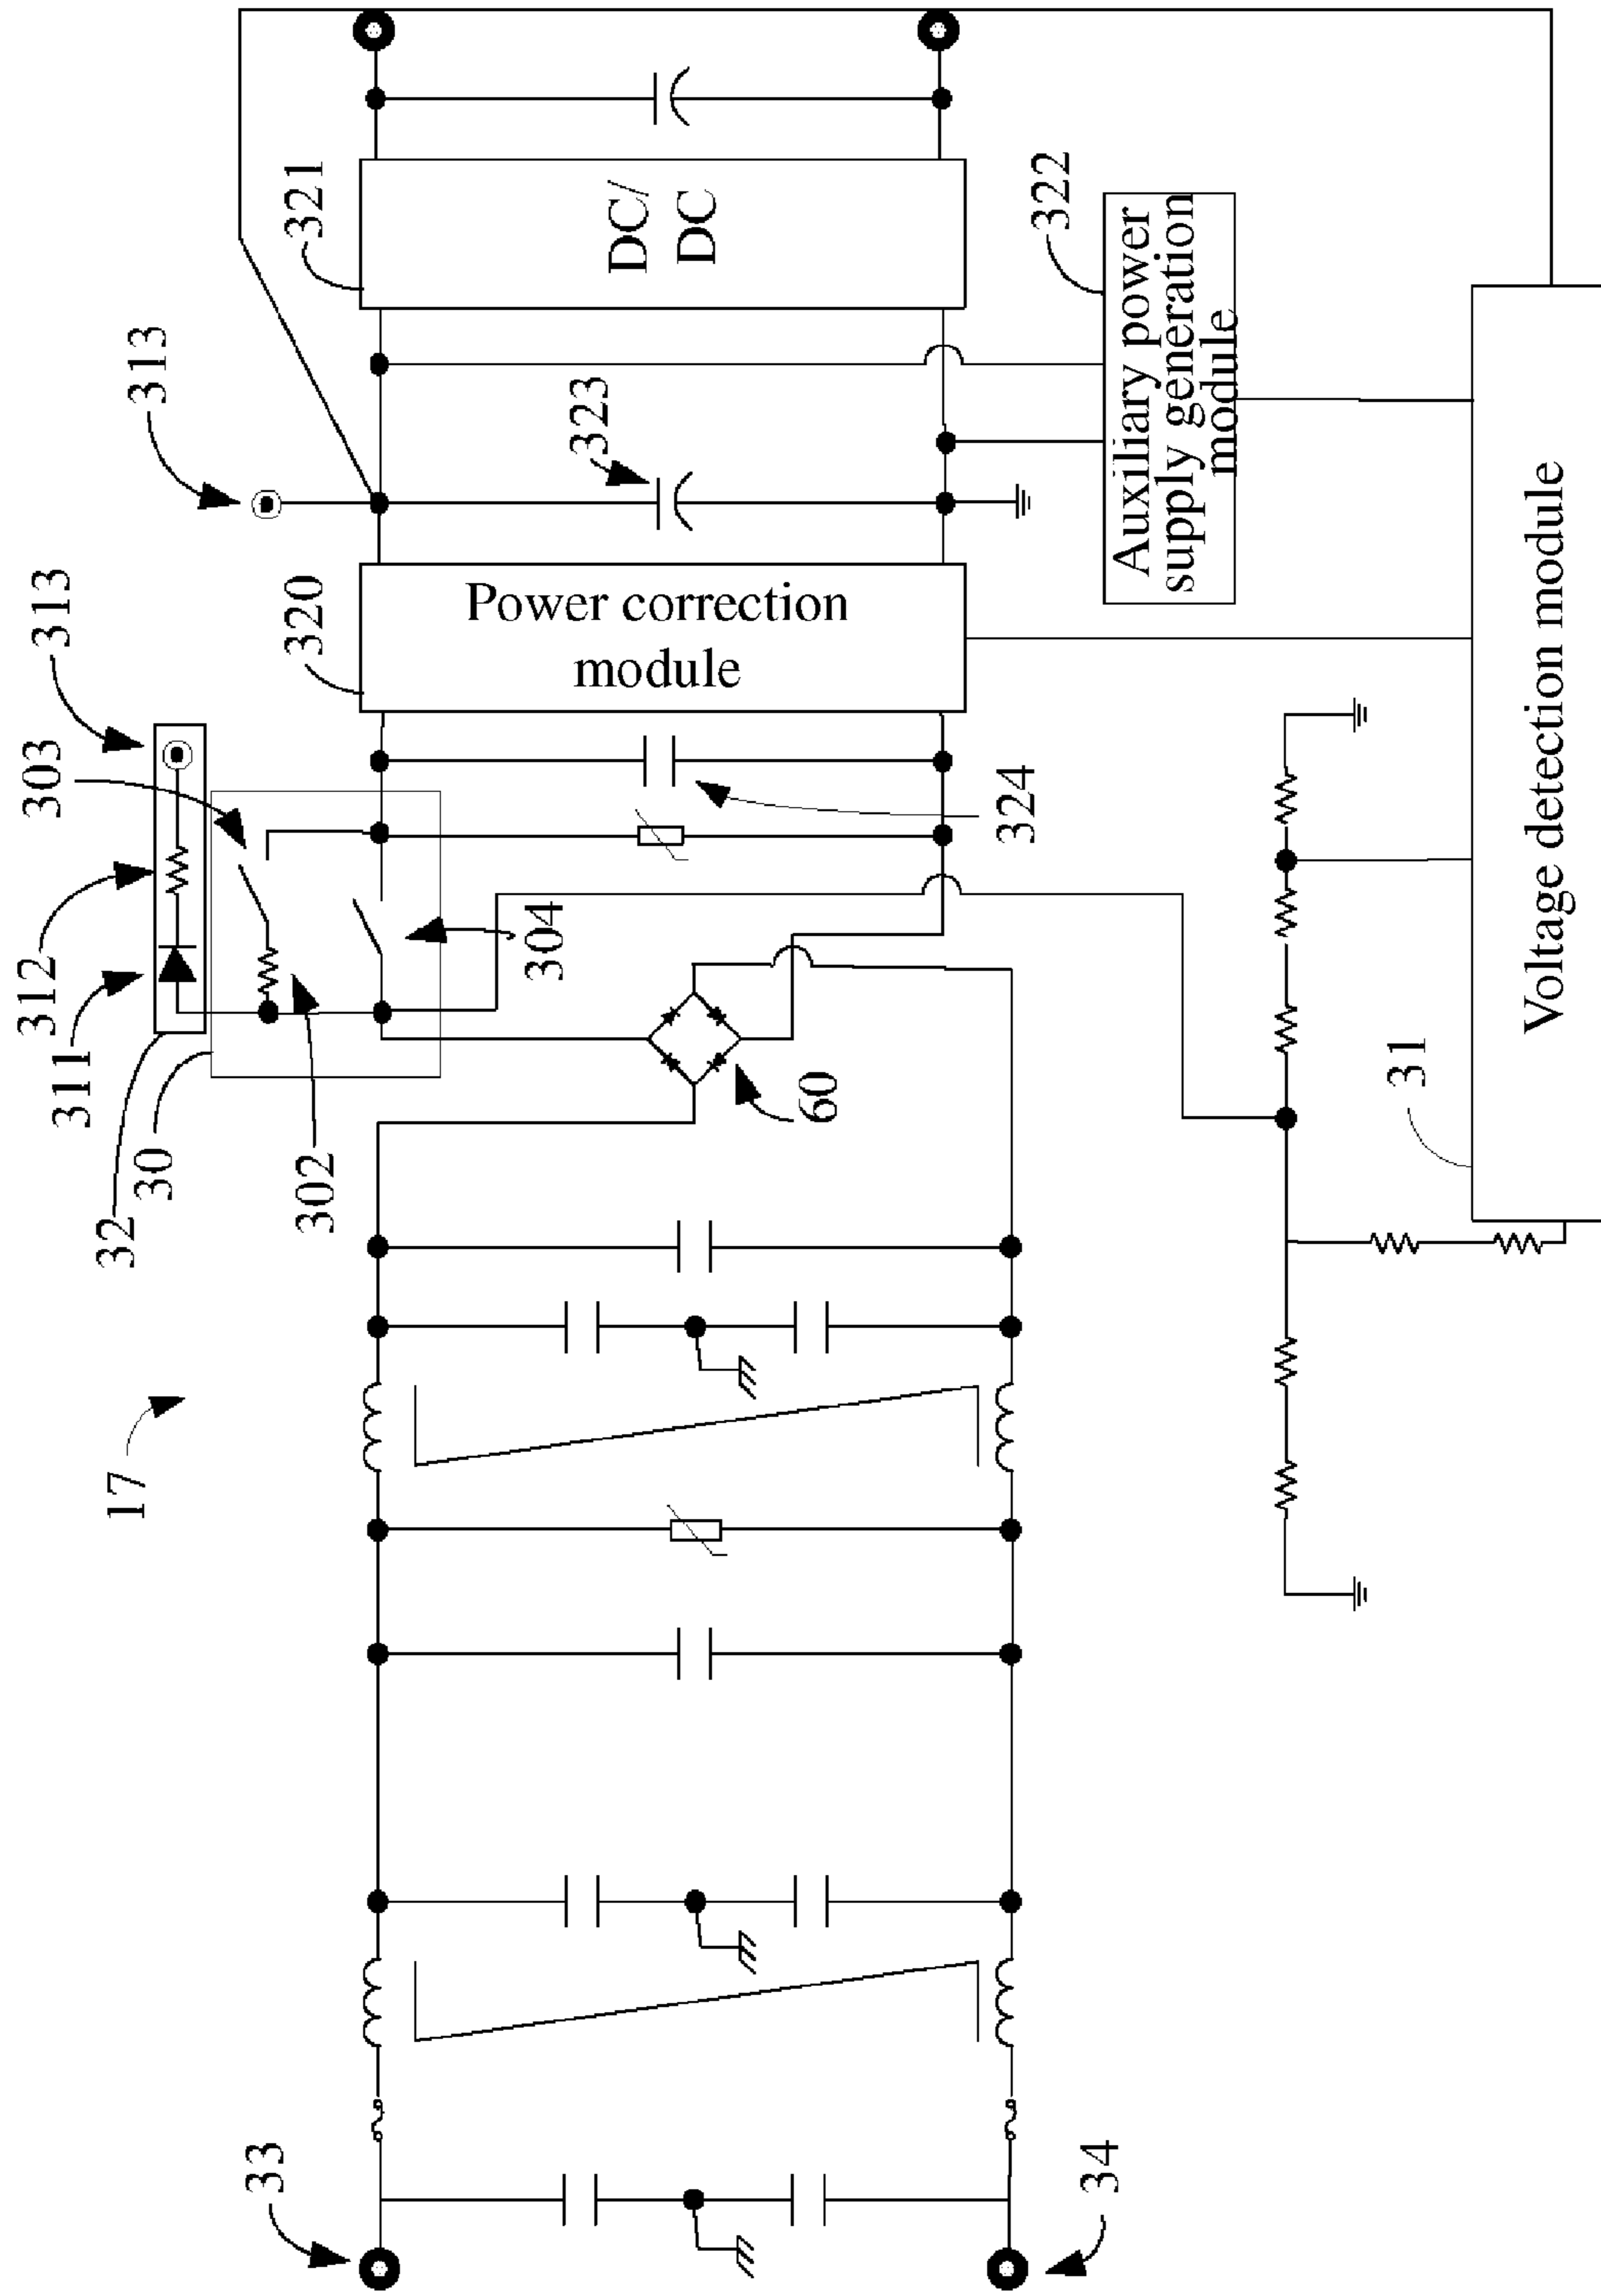 17
33
34
32
30
302
311
312
303
313
304
60
324
320
Power correction
module
313
323
321
DC/
DC
322
Auxiliary power
supply generation
module
31
Voltage detection module